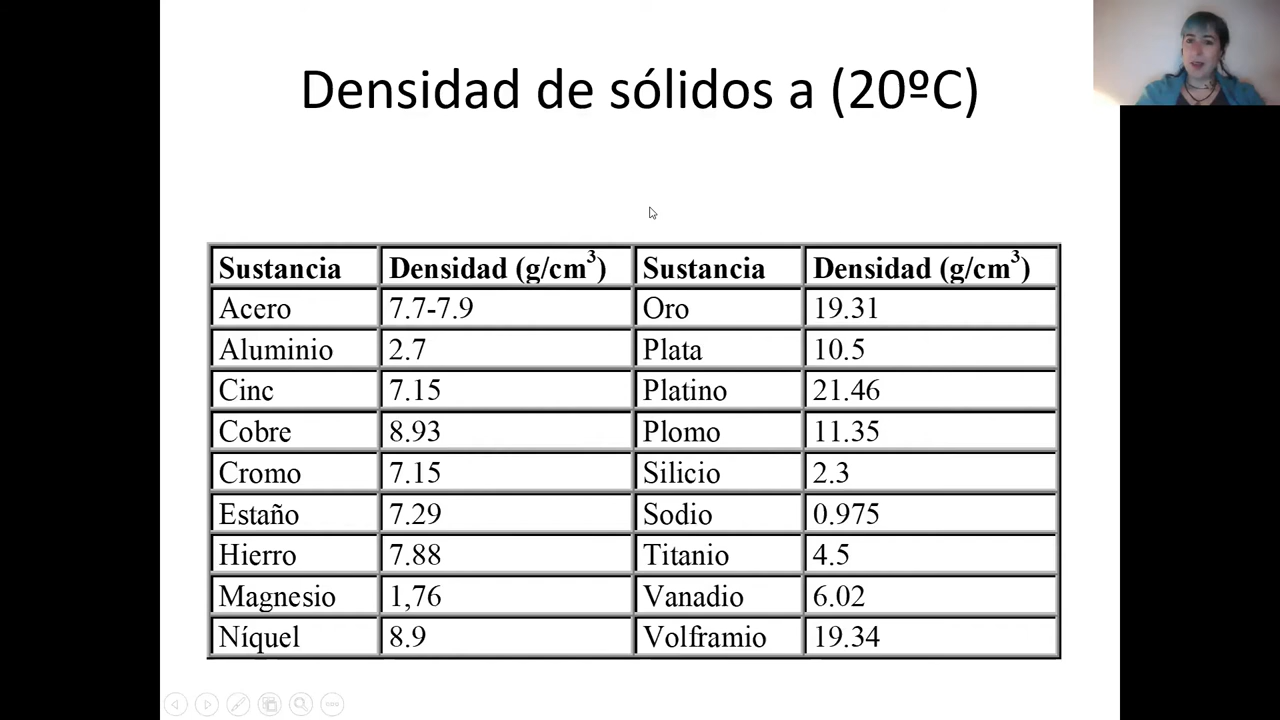 Densidad de sólidos a (20ºC)
Sustancia Densidad (g/cm³) Sustancia Densidad (g/cm³)
Acero 7.7-7.9 Oro 19.31
Aluminio 2.7 Plata 10.5
Cinc 7.15 Platino 21.46
Cobre 8.93 Plomo 11.35
Cromo 7.15 Silicio 2.3
Estaño 7.29 Sodio 0.975
Hierro 7.88 Titanio 4.5
Magnesio 1,76 Vanadio 6.02
Níquel 8.9 Volframio 19.34